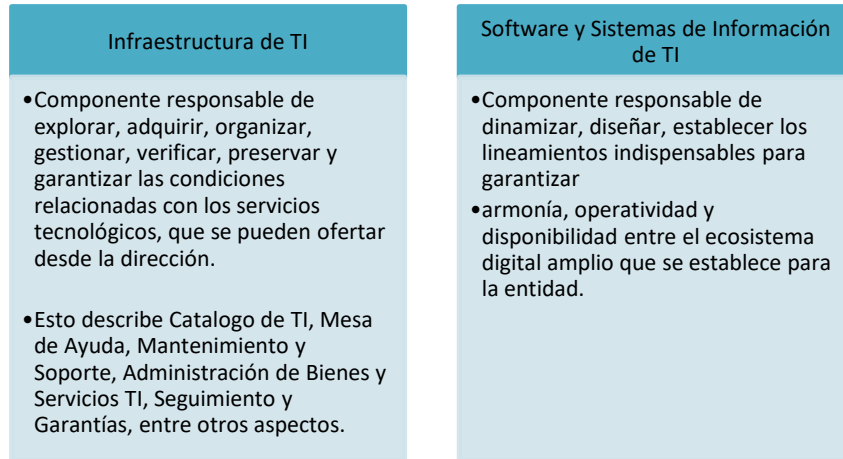 Infraestructura de TI
•Componente responsable de
explorar, adquirir, organizar,
gestionar, verificar, preservar y
garantizar las condiciones
relacionadas con los servicios
tecnológicos, que se pueden ofertar
desde la dirección.
•Esto describe Catalogo de TI, Mesa
de Ayuda, Mantenimiento y
Soporte, Administración de Bienes y
Servicios TI, Seguimiento y
Garantías, entre otros aspectos.
Software y Sistemas de Información
de TI
•Componente responsable de
dinamizar, diseñar, establecer los
lineamientos indispensables para
garantizar
•armonía, operatividad y
disponibilidad entre el ecosistema
digital amplio que se establece para
la entidad.